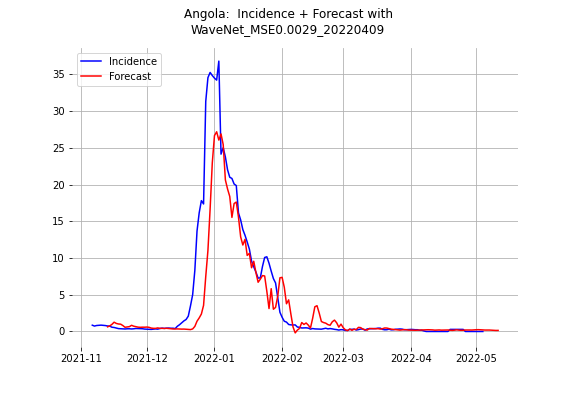 Angola:  Incidence + Forecast with
WaveNet_MSE0.0029_20220409
Incidence
Forecast
35
30
25
20
15
10
5
0
2021-11 2021-12 2022-01 2022-02 2022-03 2022-04 2022-05